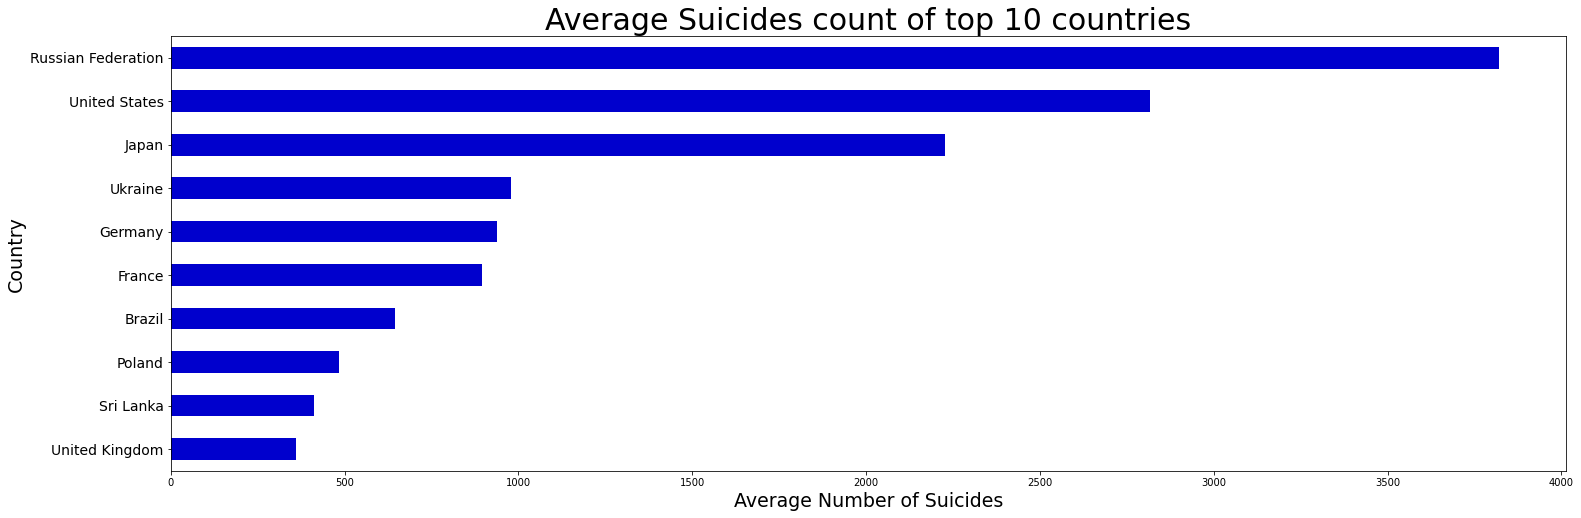 Average Suicides count of top 10 countries
Country
Russian Federation
United States
Japan
Ukraine
Germany
France
Brazil
Poland
Sri Lanka
United Kingdom
0 500 1000 1500 2000 2500 3000 3500 4000
Average Number of Suicides